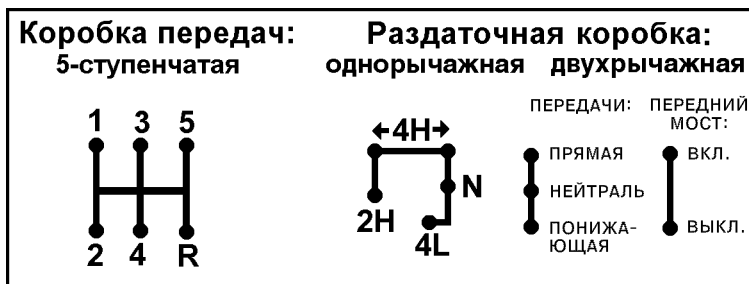 Коробка передач:
5-ступенчатая
1 3 5
2 4 R
Раздаточная коробка:
однорычажная двухрычажная
4H
N
2H
4L
ПЕРЕДАЧИ:
ПРЯМАЯ
НЕЙТРАЛЬ
ПОНИЖА-
ЮЩАЯ
ПЕРЕДНИЙ
МОСТ:
ВКЛ.
ВЫКЛ.